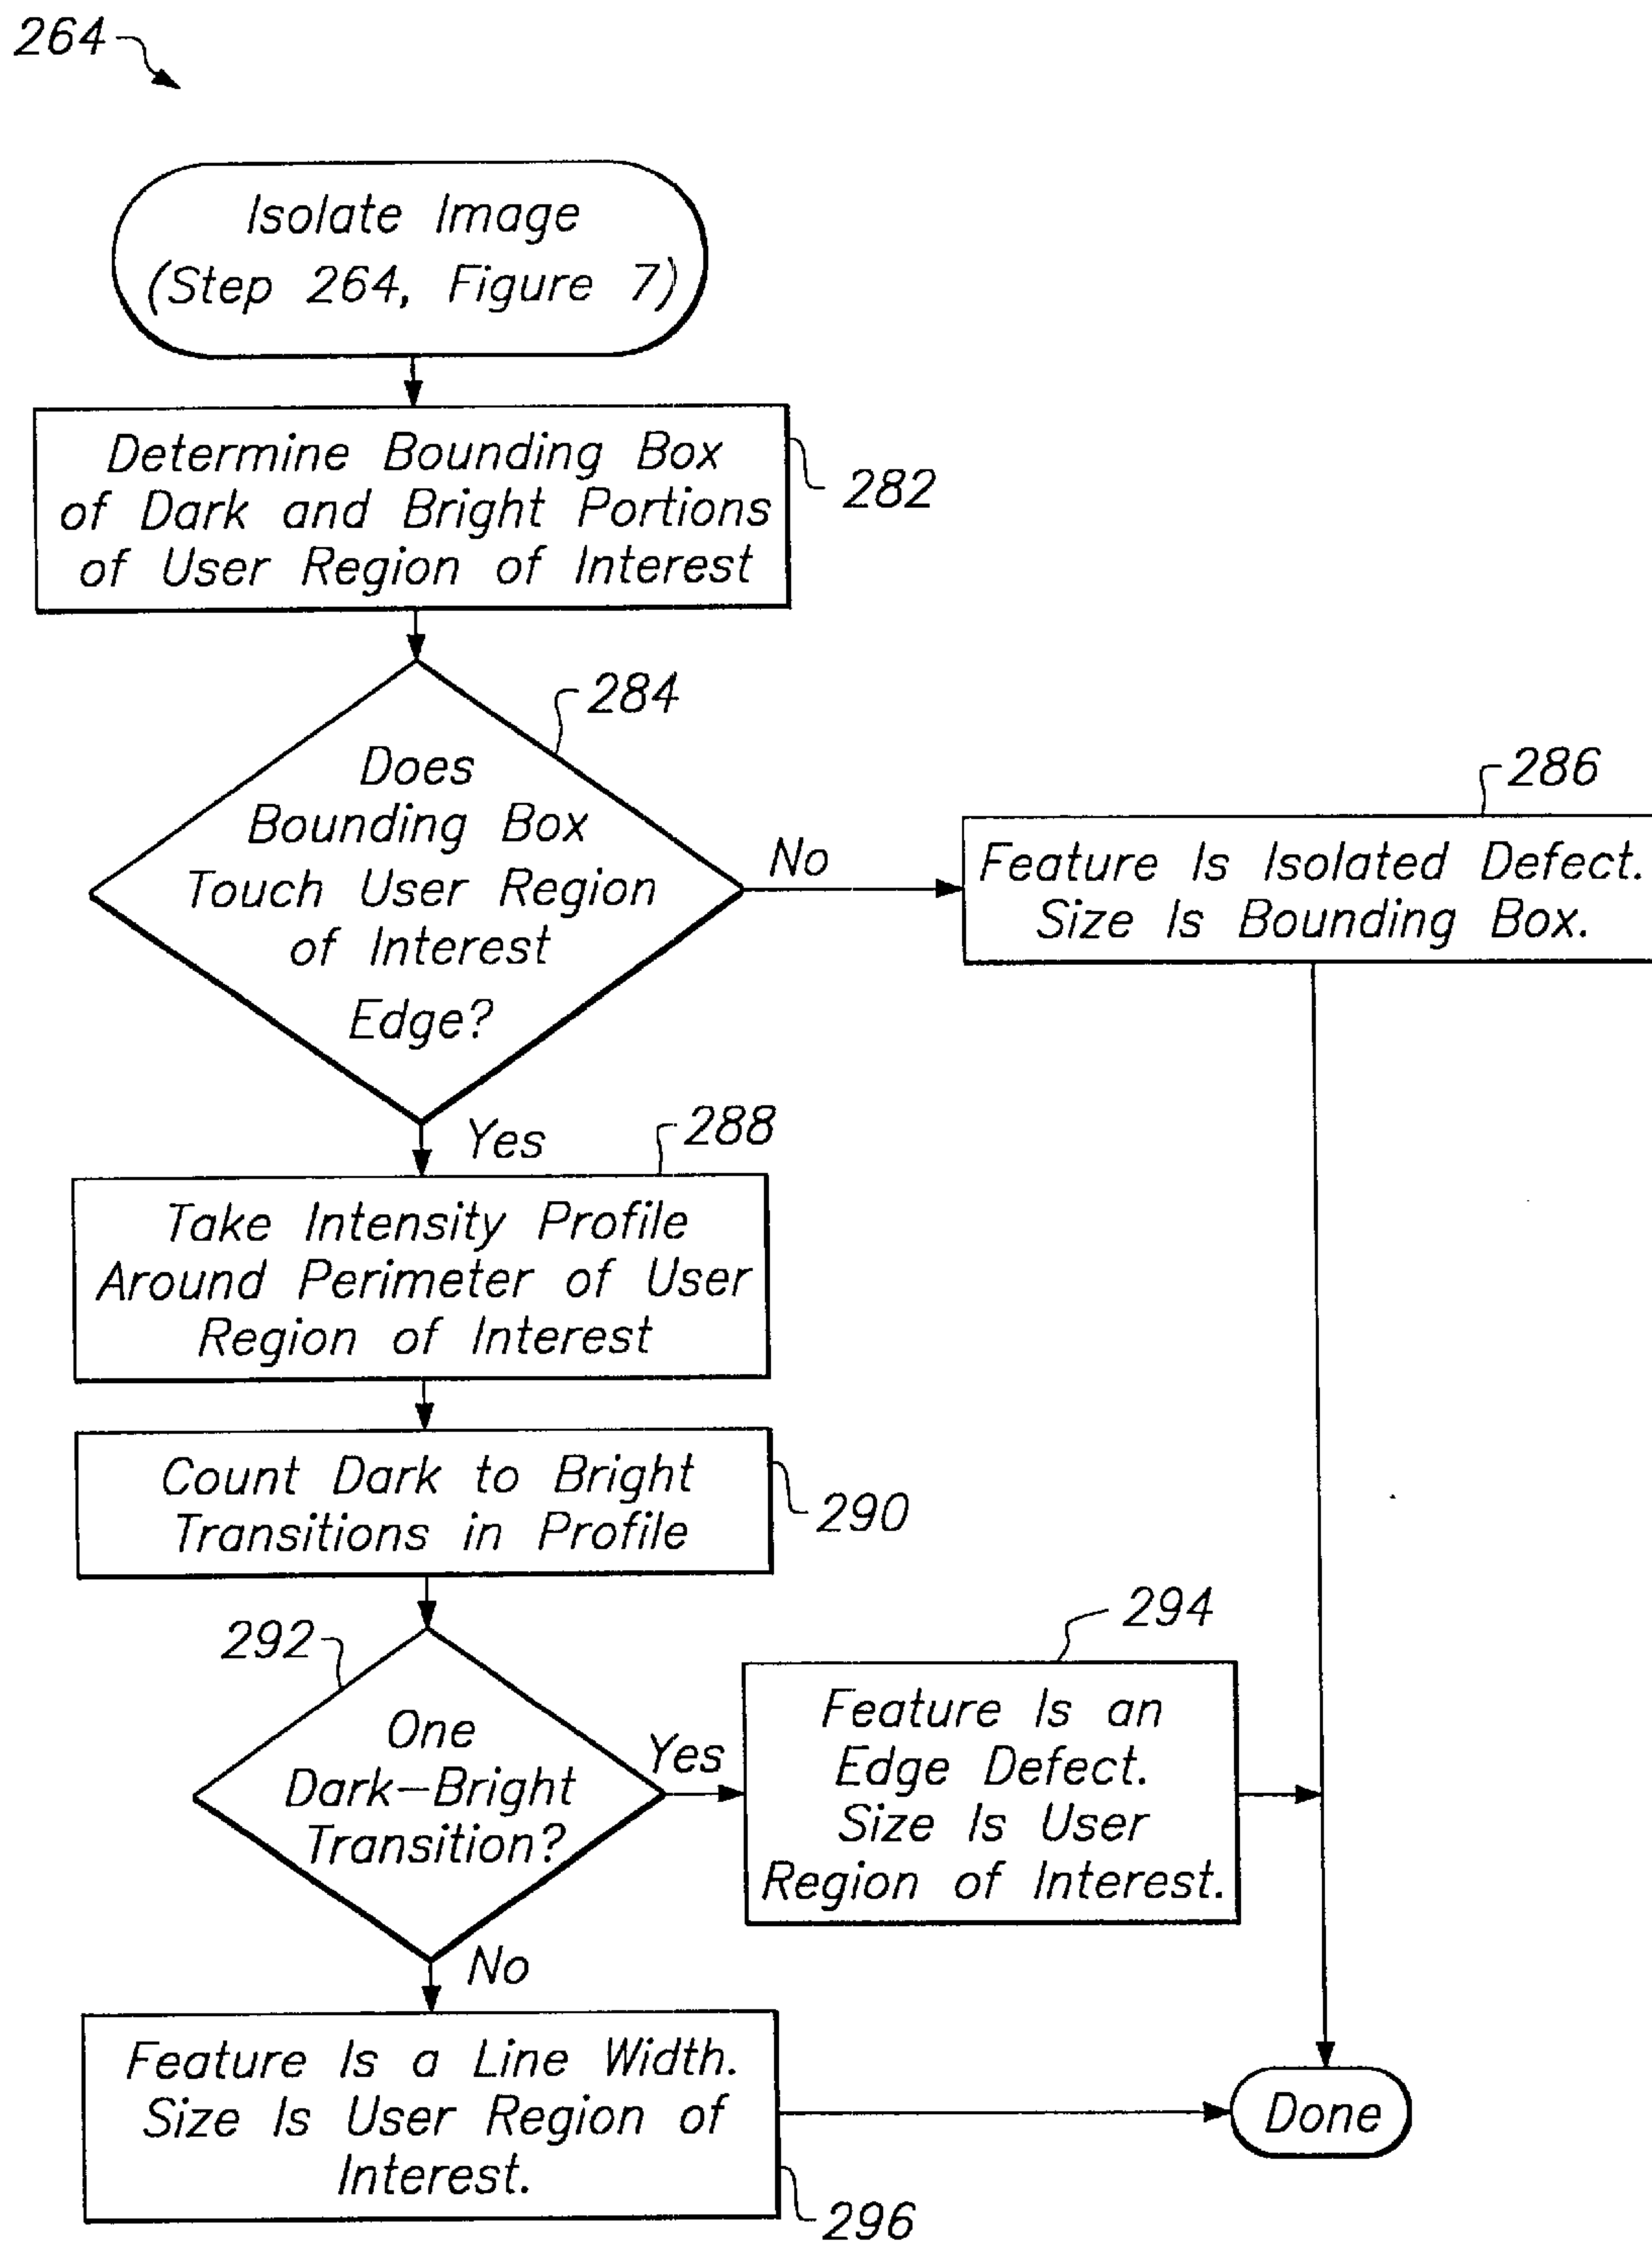 264
Isolate Image
(Step 264, Figure 7)
Determine Bounding Box
of Dark and Bright Portions
of User Region of Interest
282
284
Does
Bounding Box
Touch User Region
of Interest
Edge?
No
286
Feature Is Isolated Defect.
Size Is Bounding Box.
Yes
288
Take Intensity Profile
Around Perimeter of User
Region of Interest
Count Dark to Bright
Transitions in Profile
290
292
One
Dark-Bright
Transition?
Yes
294
Feature Is an
Edge Defect.
Size Is User
Region of Interest.
No
Feature Is a Line Width.
Size Is User Region of
Interest.
296
Done